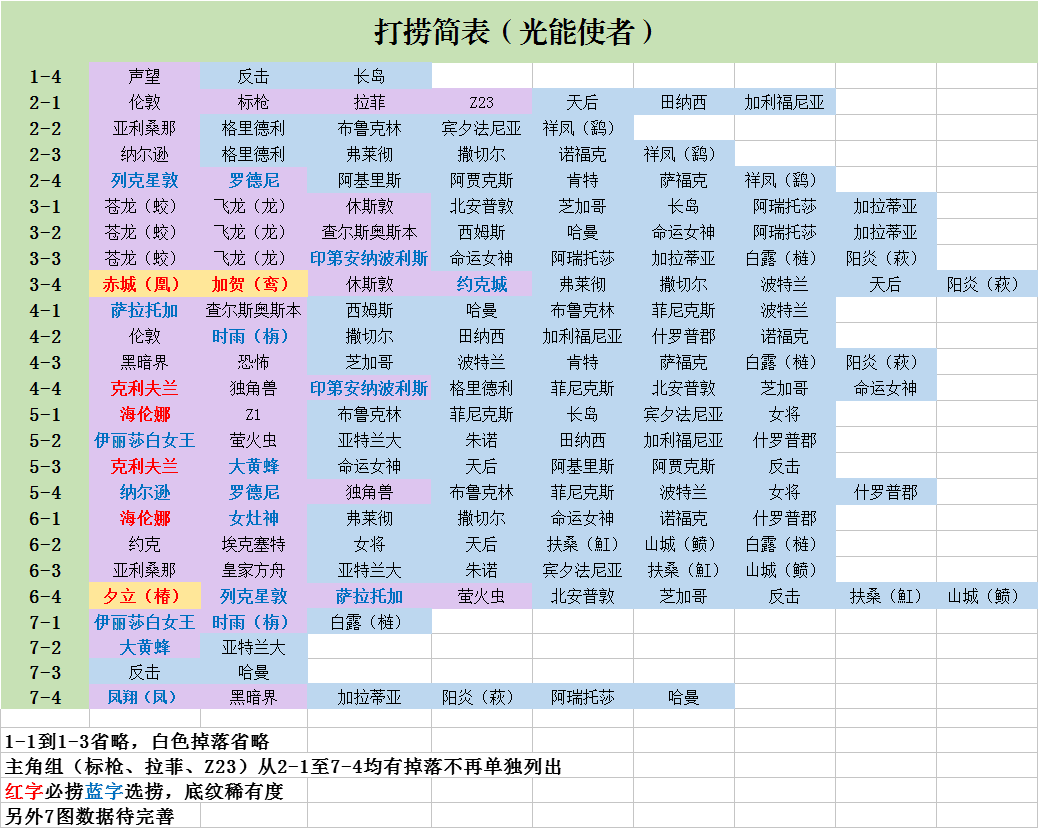 打捞简表（光能使者）
1-4 声望 反击 长岛
2-1 伦敦 标枪 拉菲 Z23 天后 田纳西 加利福尼亚
2-2 亚利桑那 格里德利 布鲁克林 宾夕法尼亚 祥凤（鹞）
2-3 纳尔逊 格里德利 弗莱彻 撒切尔 诺福克 祥凤（鹞）
2-4 列克星敦 罗德尼 阿基里斯 阿贾克斯 肯特 萨福克 祥凤（鹞）
3-1 苍龙（蛟） 飞龙（龙） 休斯敦 北安普敦 芝加哥 长岛 阿瑞托莎 加拉蒂亚
3-2 苍龙（蛟） 飞龙（龙） 查尔斯奥斯本 西姆斯 哈曼 命运女神 阿瑞托莎 加拉蒂亚
3-3 苍龙（蛟） 飞龙（龙） 印第安纳波利斯 命运女神 阿瑞托莎 加拉蒂亚 白露（梿） 阳炎（萩）
3-4 赤城（凰） 加贺（鸾） 休斯敦 约克城 弗莱彻 撒切尔 波特兰 天后 阳炎（萩）
4-1 萨拉托加 查尔斯奥斯本 西姆斯 哈曼 布鲁克林 菲尼克斯 波特兰
4-2 伦敦 时雨（栴） 撒切尔 田纳西 加利福尼亚 什罗普郡 诺福克
4-3 黑暗界 恐怖 芝加哥 波特兰 肯特 萨福克 白露（梿） 阳炎（萩）
4-4 克利夫兰 独角兽 印第安纳波利斯 格里德利 菲尼克斯 北安普敦 芝加哥 命运女神
5-1 海伦娜 Z1 布鲁克林 菲尼克斯 长岛 宾夕法尼亚 女将
5-2 伊丽莎白女王 萤火虫 亚特兰大 朱诺 田纳西 加利福尼亚 什罗普郡
5-3 克利夫兰 大黄蜂 命运女神 天后 阿基里斯 阿贾克斯 反击
5-4 纳尔逊 罗德尼 独角兽 布鲁克林 菲尼克斯 波特兰 女将 什罗普郡
6-1 海伦娜 女灶神 弗莱彻 撒切尔 命运女神 诺福克 什罗普郡
6-2 约克 埃克塞特 女将 天后 扶桑（魟） 山城（鲼） 白露（梿）
6-3 亚利桑那 皇家方舟 亚特兰大 朱诺 宾夕法尼亚 扶桑（魟） 山城（鲼）
6-4 夕立（椿） 列克星敦 萨拉托加 萤火虫 北安普敦 芝加哥 反击 扶桑（魟） 山城（鲼）
7-1 伊丽莎白女王 时雨（栴） 白露（梿）
7-2 大黄蜂 亚特兰大
7-3 反击 哈曼
7-4 凤翔（凤） 黑暗界 加拉蒂亚 阳炎（萩） 阿瑞托莎 哈曼
1-1到1-3省略，白色掉落省略
主角组（标枪、拉菲、Z23）从2-1至7-4均有掉落不再单独列出
红字必捞蓝字选捞，底纹稀有度
另外7图数据待完善